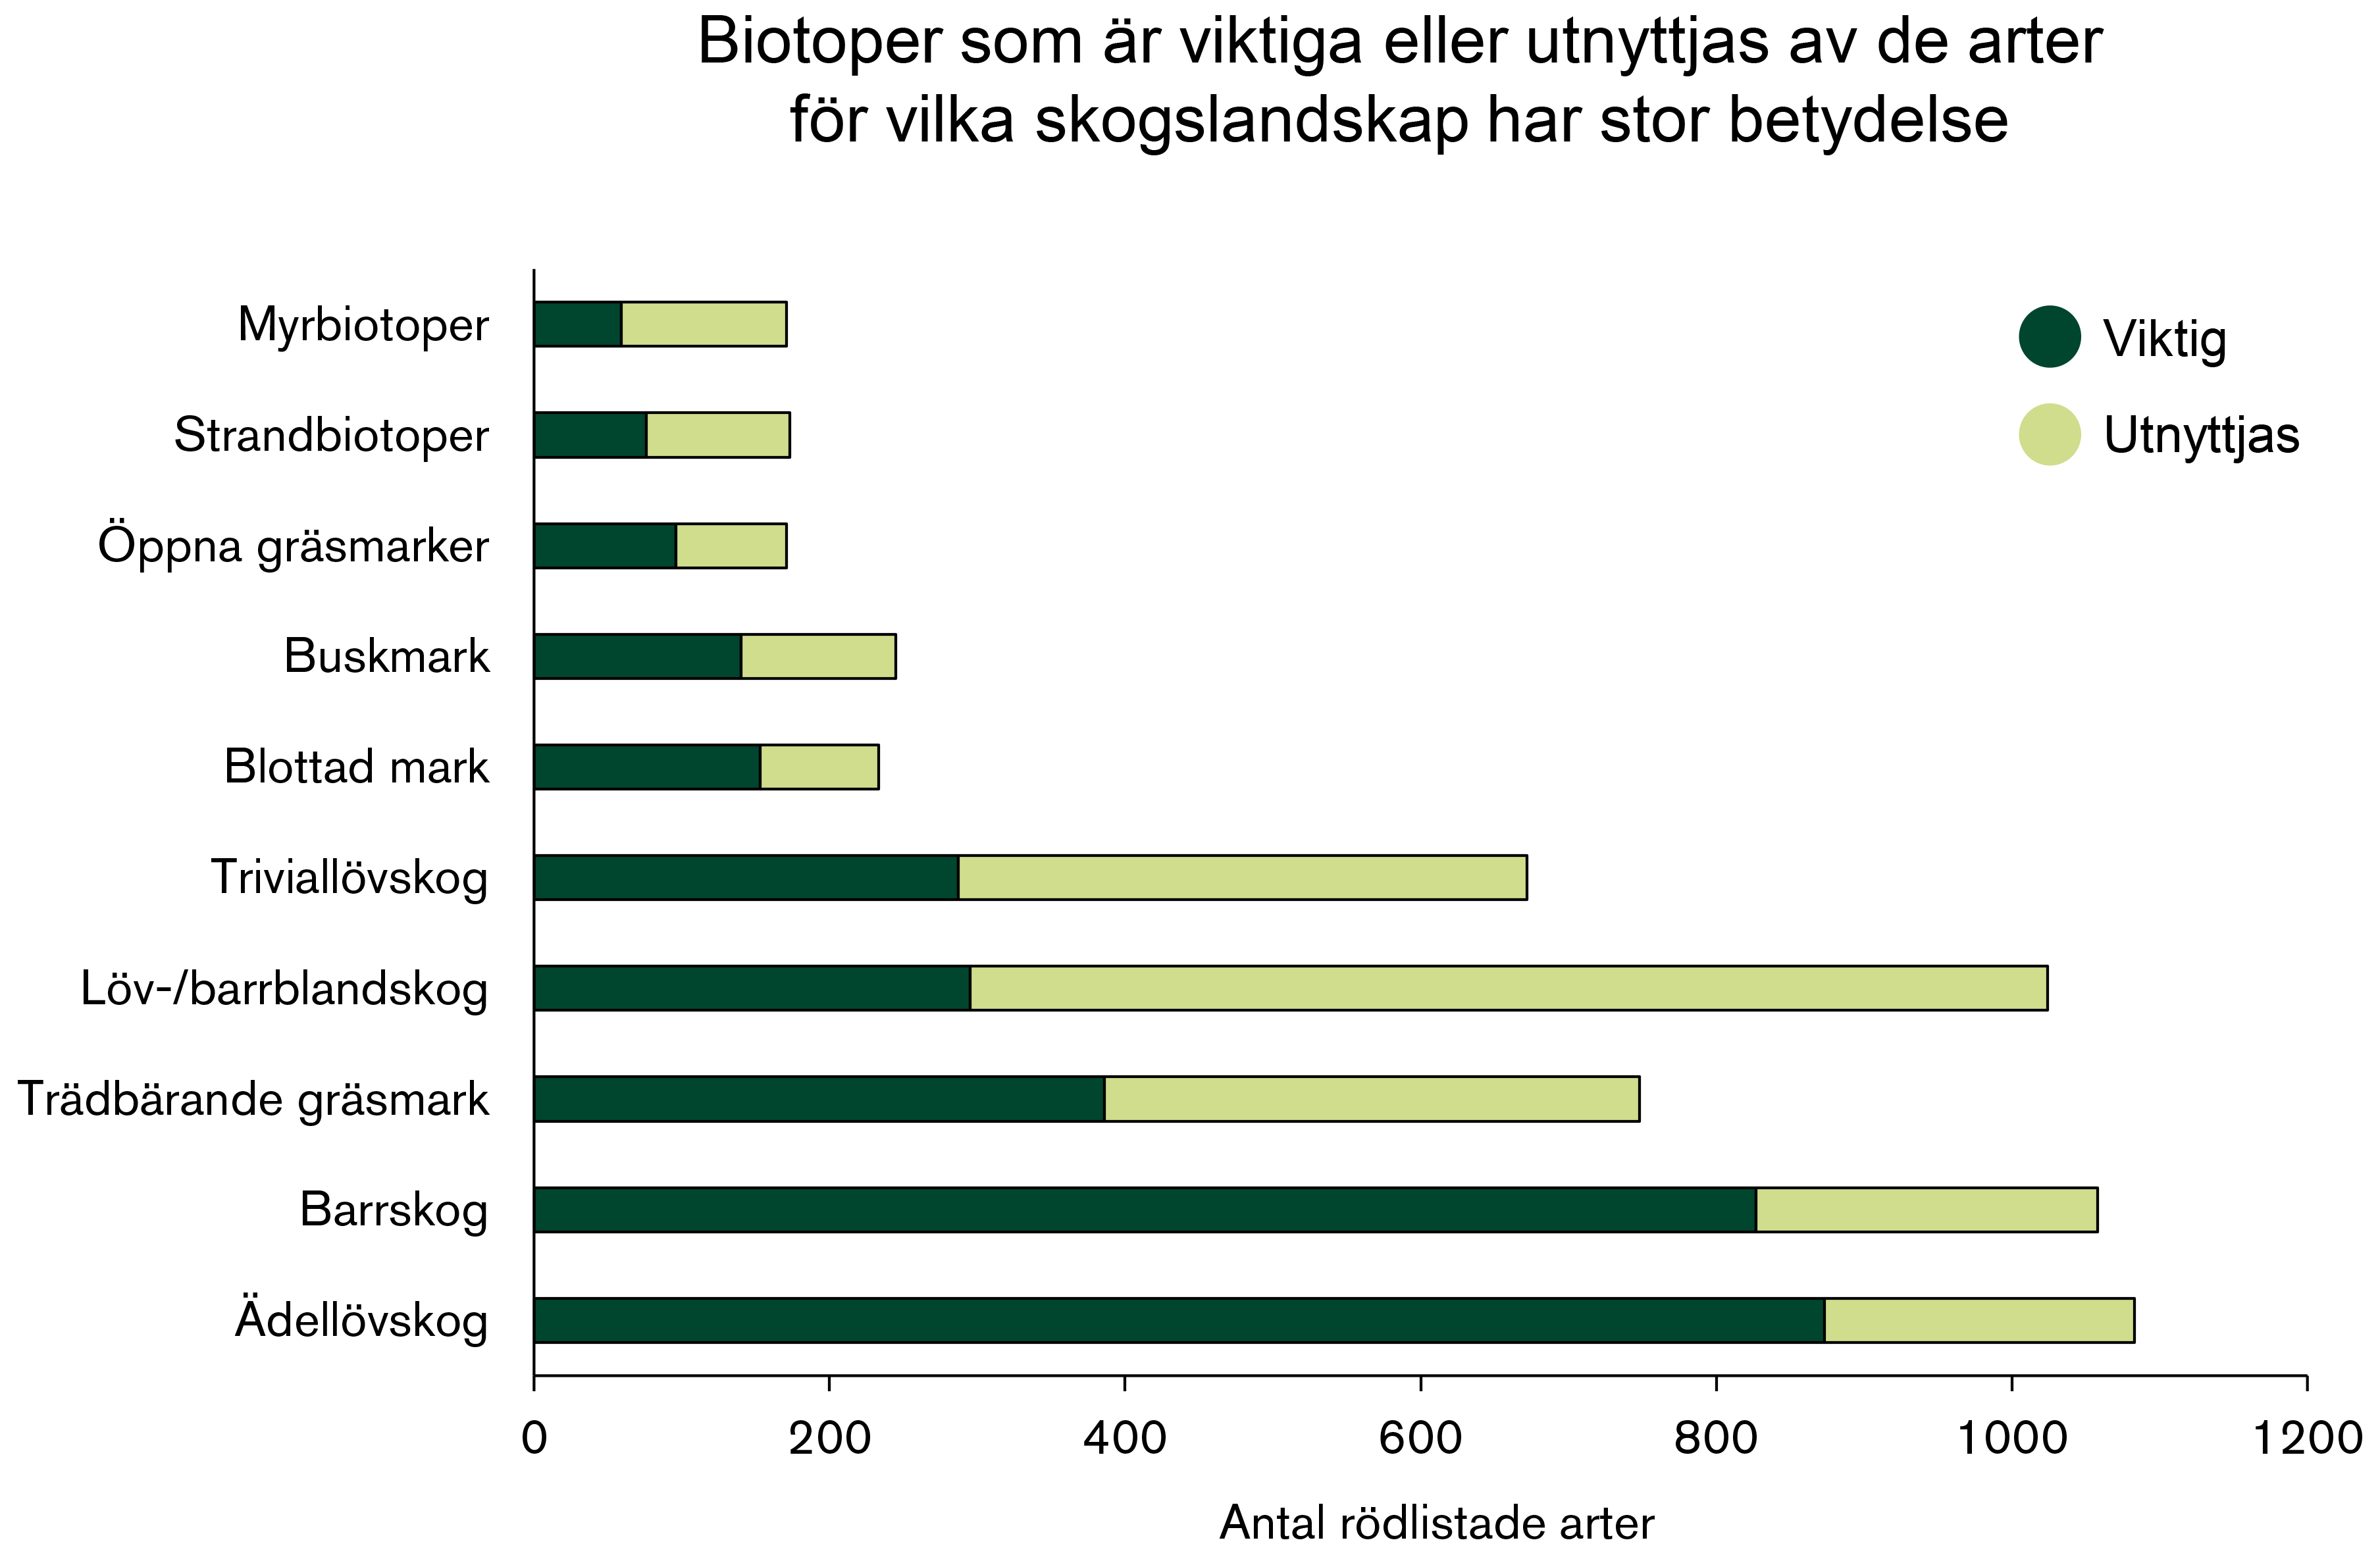 Biotoper som är viktiga eller utnyttjas av de arter
för vilka skogslandskap har stor betydelse
Viktig
Utnyttjas
Myrbiotoper
Strandbiotoper
Öppna gräsmarker
Buskmark
Blottad mark
Triviallövskog
Löv-/barrblandskog
Trädbärande gräsmark
Barrskog
Ädellövskog
0 200 400 600 800 1000 1200
Antal rödlistade arter